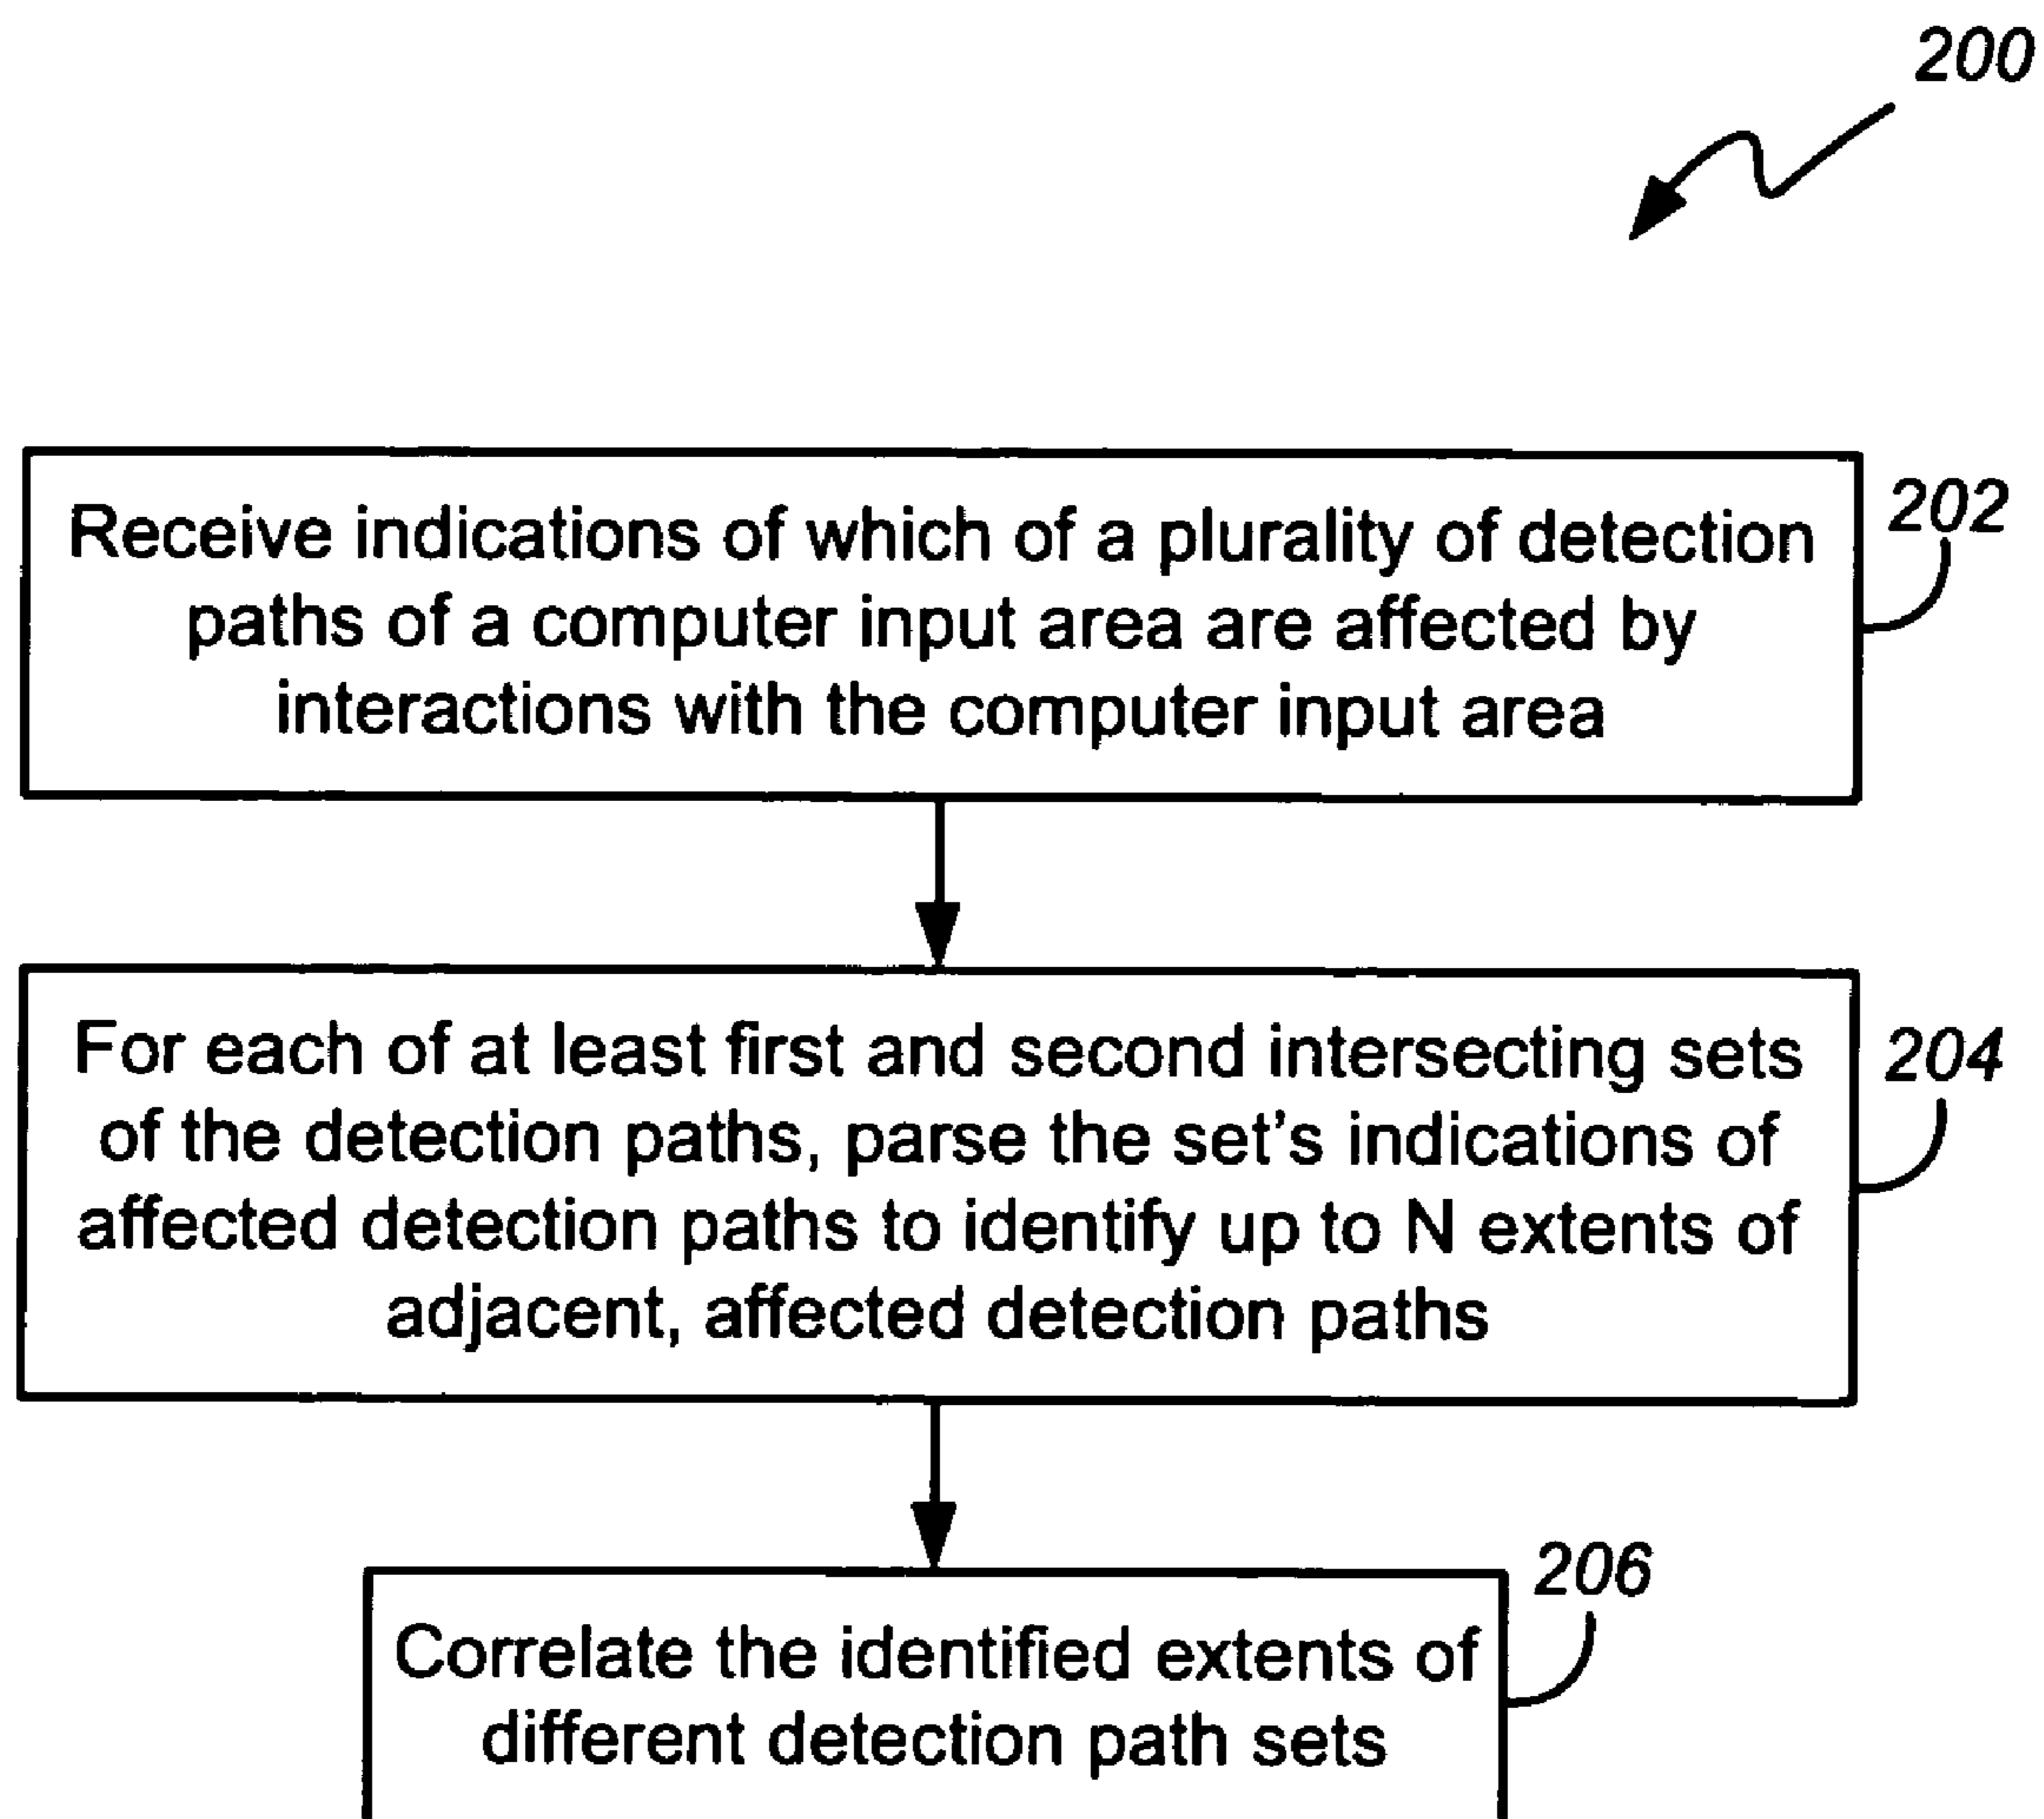 200
Receive indications of which of a plurality of detection
paths of a computer input area are affected by
interactions with the computer input area
202
For each of at least first and second intersecting sets
of the detection paths, parse the set's indications of
affected detection paths to identify up to N extents of
adjacent, affected detection paths
204
Correlate the identified extents of
different detection path sets
206